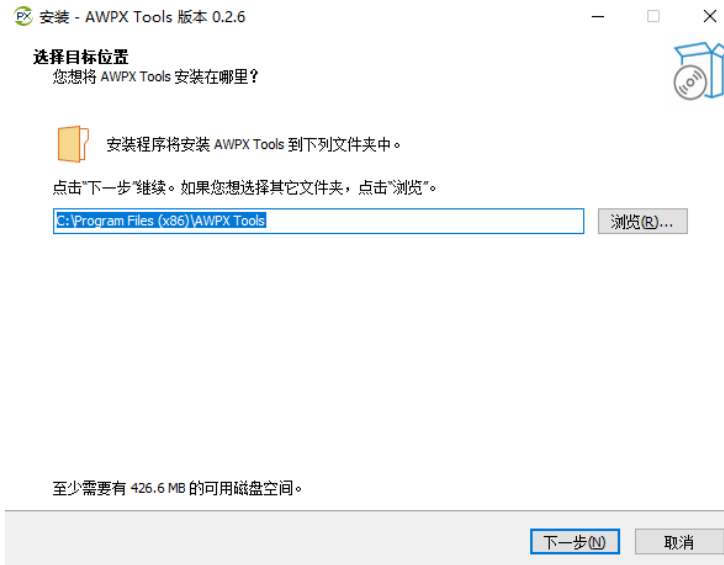 PX 安装 - AWPX Tools 版本 0.2.6
选择目标位置
您想将 AWPX Tools 安装在哪里?
安装程序将安装 AWPX Tools 到下列文件夹中。
点击"下一步"继续。如果您想选择其它文件夹，点击"浏览"。
C:\Program Files (x86)\AWPX Tools
浏览(R)...
至少需要有 426.6 MB 的可用磁盘空间。
下一步(N)
取消